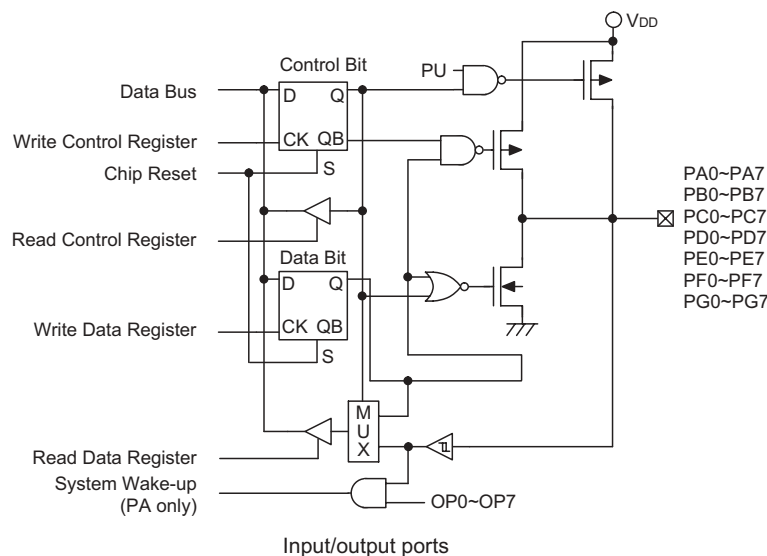 VDD
Control Bit
PU
Data Bus
D
Q
Write Control Register
CK
QB
Chip Reset
S
PA0~PA7
PB0~PB7
PC0~PC7
PD0~PD7
PE0~PE7
PF0~PF7
PG0~PG7
Read Control Register
Data Bit
D
Q
Write Data Register
CK
QB
S
M
U
X
Read Data Register
System Wake-up
(PA only)
OP0~OP7
Input/output ports